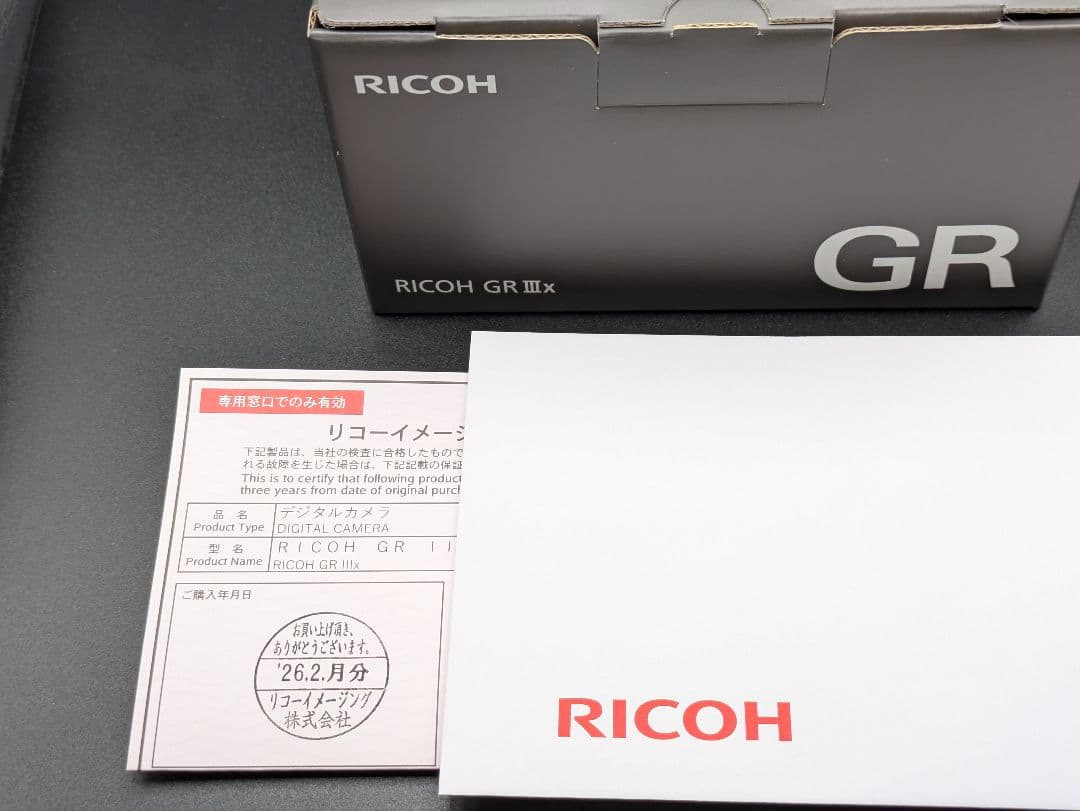 RICOH
GR
RICOH GR IIIx
専用窓口でのみ有効
リコーイメージ
下記製品は、当社の検査に合格したもので
れる故障を生じた場合は、下記記載の保証
This is to certify that following product
three years from date of original purch
品 名
Product Type
デジタルカメラ
DIGITAL CAMERA
型 名
Product Name
RICOH GR II
RICOH GR IIIx
ご購入年月日
お買い上げ頂き、
ありがとうございます。
'26.2.月分
リコーイメージング
株式会社
RICOH